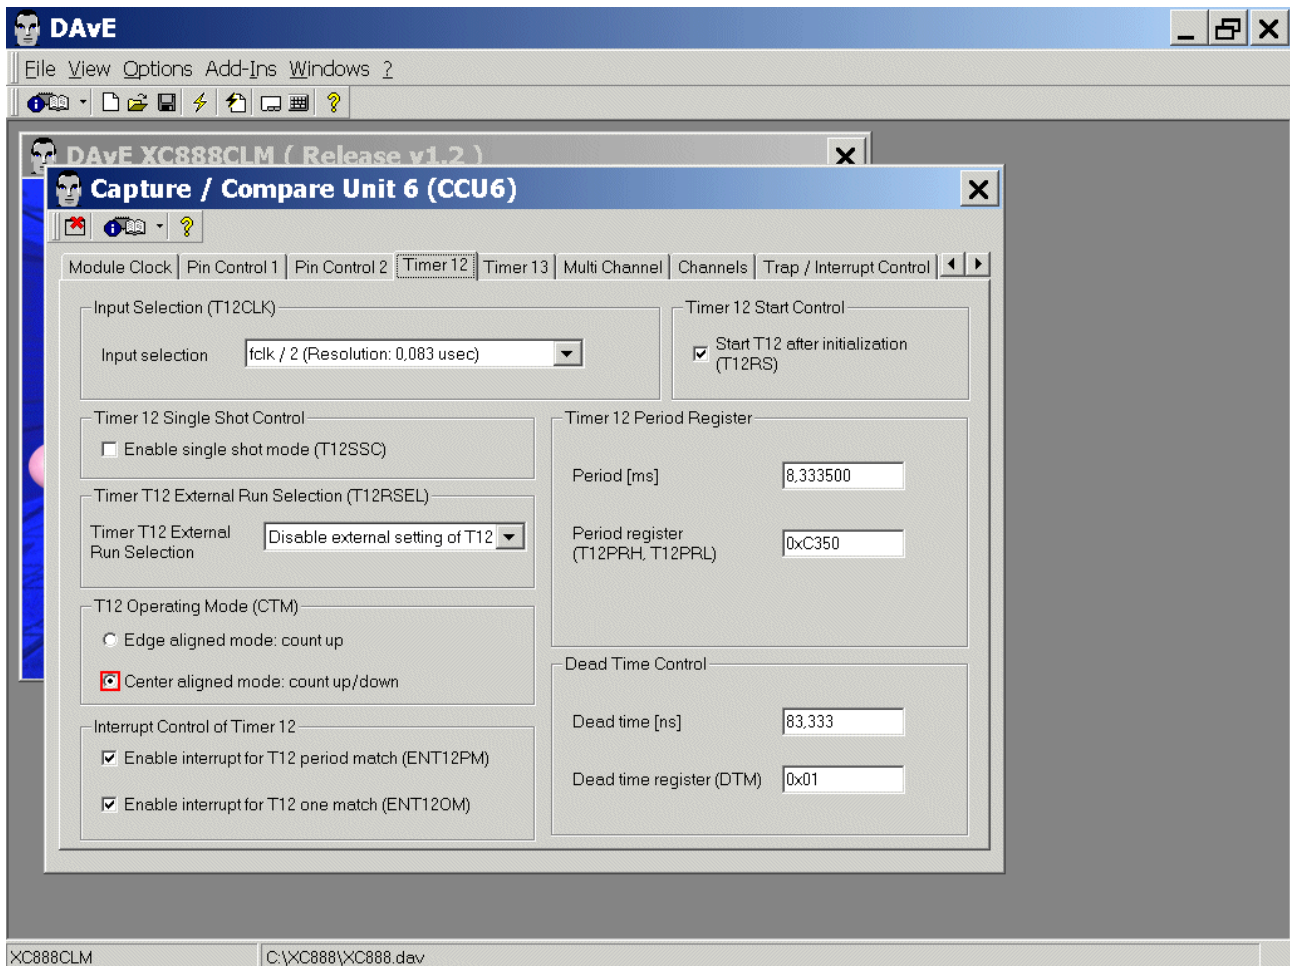 DAvE
File View Options Add-Ins Windows ?
DAvE XC888CLM ( Release v1.2 )
Capture / Compare Unit 6 (CCU6)
Module Clock Pin Control 1 Pin Control 2 Timer 12 Timer 13 Multi Channel Channels Trap / Interrupt Control
Input Selection (T12CLK)
Input selection
fclk / 2 (Resolution: 0,083 usec)
Timer 12 Start Control
Start T12 after initialization
(T12RS)
Timer 12 Single Shot Control
Enable single shot mode (T12SSC)
Timer T12 External Run Selection (T12RSEL)
Timer T12 External
Run Selection
Disable external setting of T12
T12 Operating Mode (CTM)
Edge aligned mode: count up
Center aligned mode: count up/down
Interrupt Control of Timer 12
Enable interrupt for T12 period match (ENT12PM)
Enable interrupt for T12 one match (ENT12OM)
Timer 12 Period Register
Period [ms]
8,333500
Period register
(T12PRH, T12PRL)
0xC350
Dead Time Control
Dead time [ns]
83,333
Dead time register (DTM)
0x01
XC888CLM
C:\XC888\XC888.dav